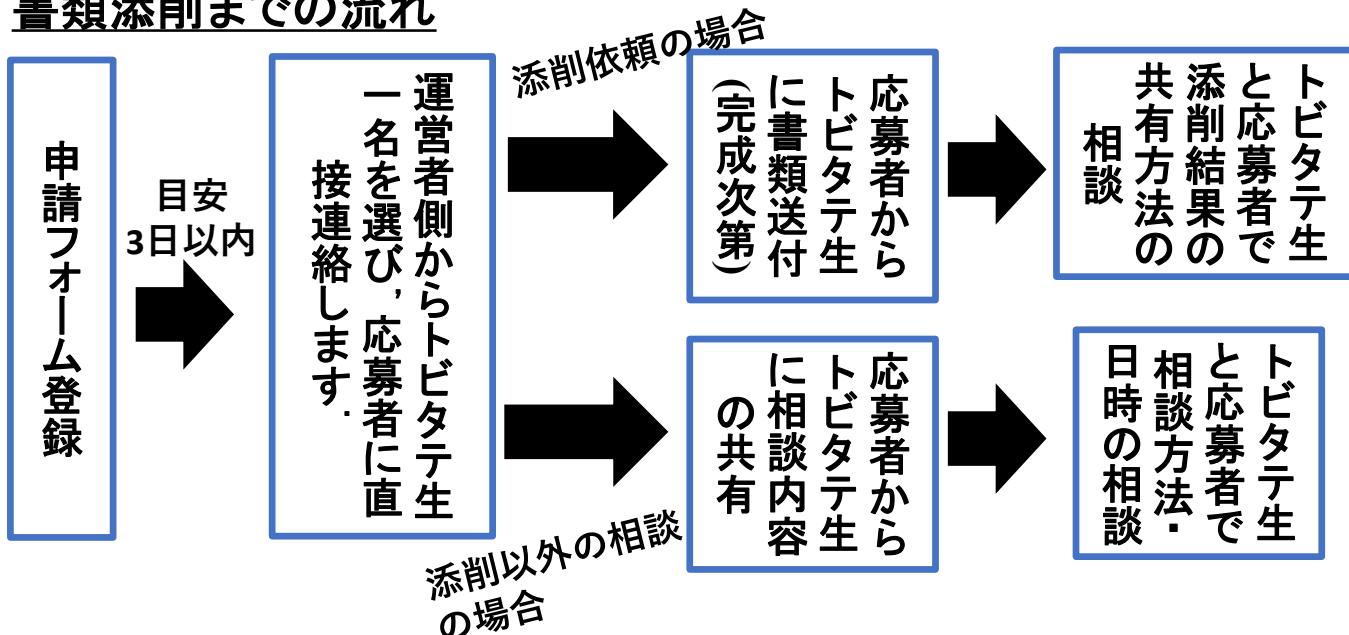 書類添削までの流れ
申請フォーム登録
目安
3日以内
運営者側からトビタテ生
一名を選び，応募者に直
接連絡します．
添削依頼の場合
応募者から
トビタテ生
に書類送付
(完成次第)
トビタテ生
と応募者で
添削結果の
共有方法の
相談
添削以外の相談
の場合
応募者から
トビタテ生
に相談内容
の共有
トビタテ生
と応募者で
相談方法・
日時の相談